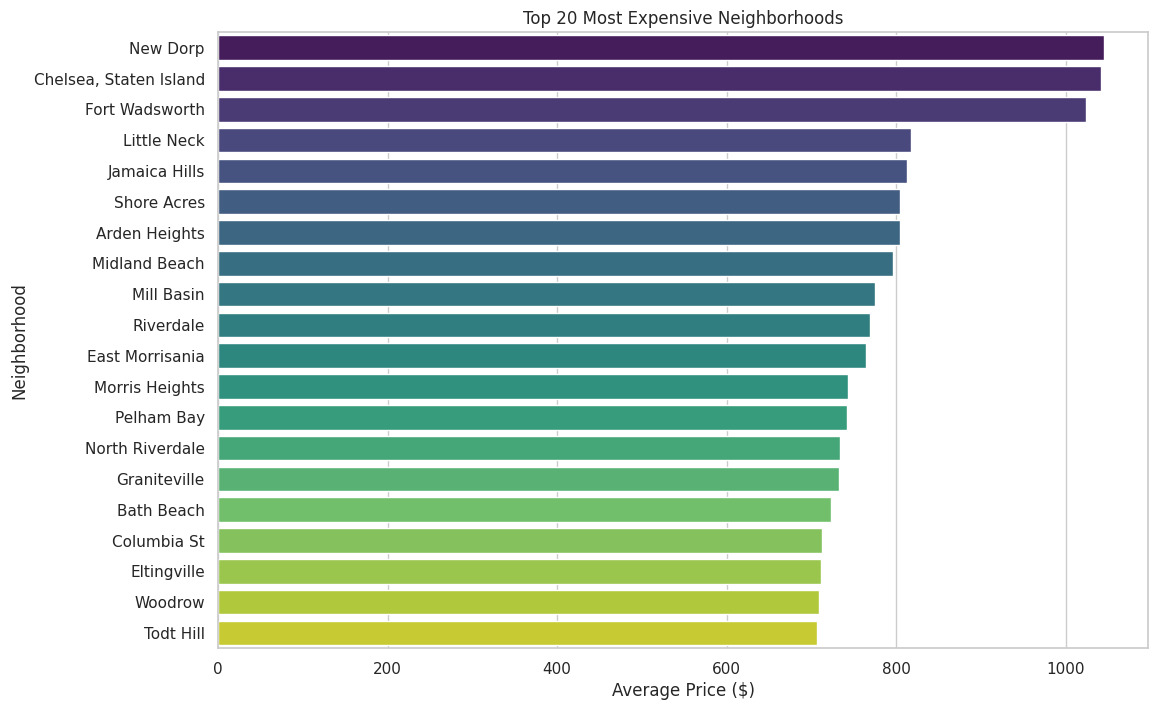 Top 20 Most Expensive Neighborhoods
Neighborhood
New Dorp
Chelsea, Staten Island
Fort Wadsworth
Little Neck
Jamaica Hills
Shore Acres
Arden Heights
Midland Beach
Mill Basin
Riverdale
East Morrisania
Morris Heights
Pelham Bay
North Riverdale
Graniteville
Bath Beach
Columbia St
Eltingville
Woodrow
Todt Hill
0 200 400 600 800 1000
Average Price ($)